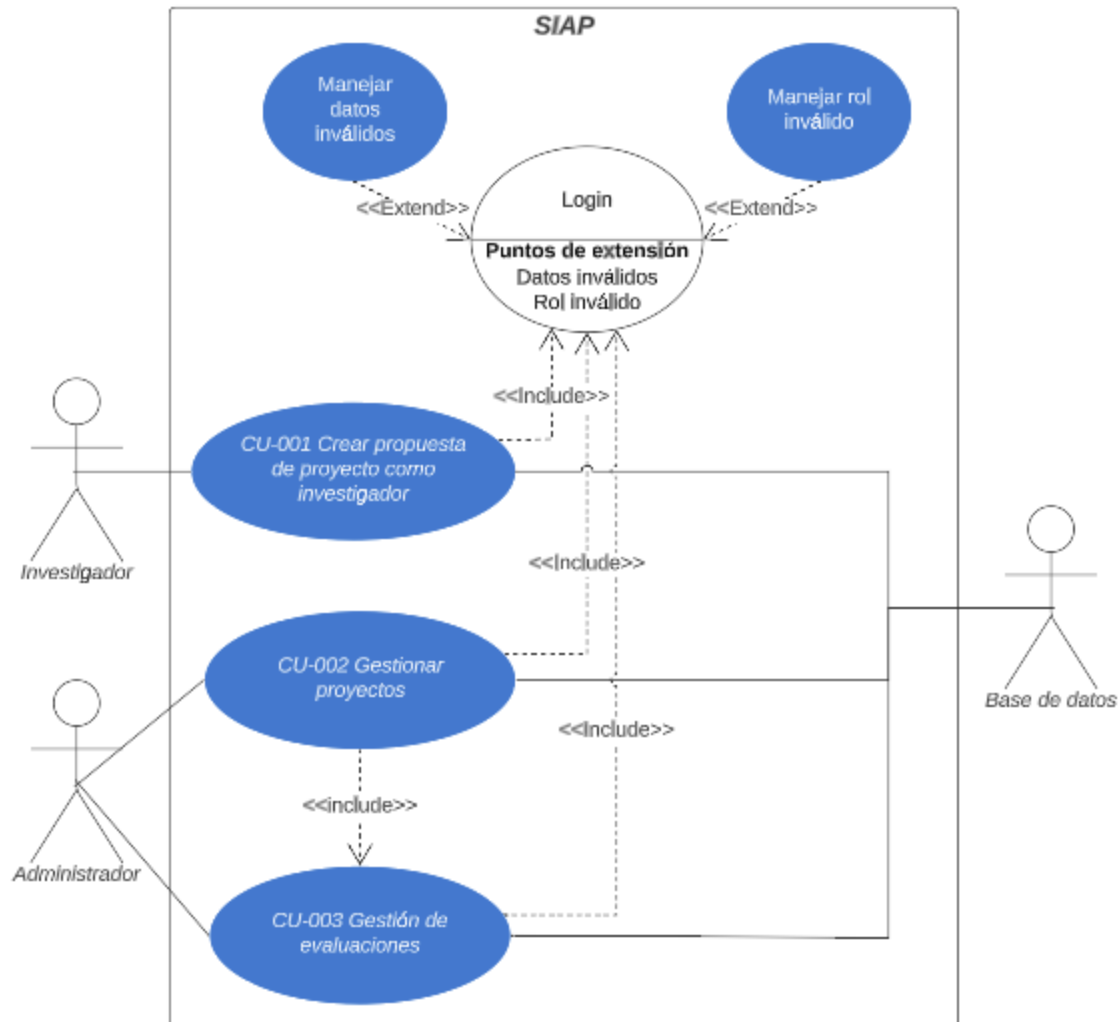 SIAP
Manejar
datos
inválidos
Manejar rol
inválido
<<Extend>>
<<Extend>>
Login
Puntos de extensión
Datos inválidos
Rol inválido
<<Include>>
CU-001 Crear propuesta
de proyecto como
investigador
Investigador
<<Include>>
CU-002 Gestionar
proyectos
Base de datos
<<Include>>
<<include>>
Administrador
CU-003 Gestión de
evaluaciones